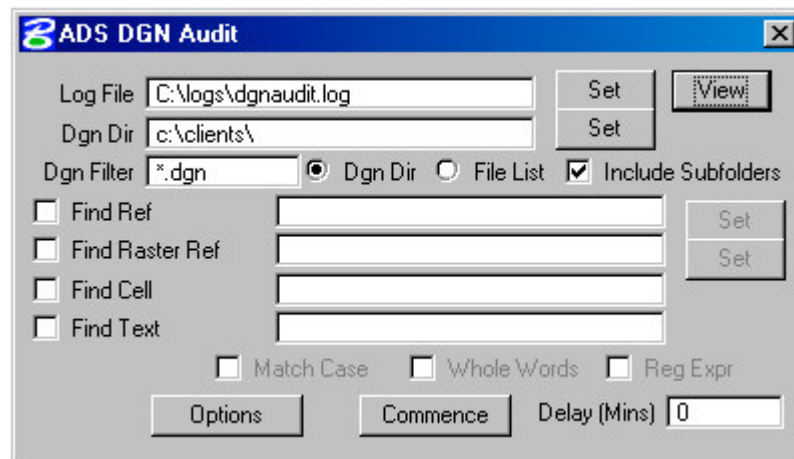 ADS DGN Audit
Log File C:\logs\dgnaudit.log Set View
Dgn Dir c:\clients\ Set
Dgn Filter *.dgn Dgn Dir File List Include Subfolders
Find Ref Set
Find Raster Ref Set
Find Cell
Find Text
Match Case Whole Words Reg Expr
Options Commence Delay (Mins) 0